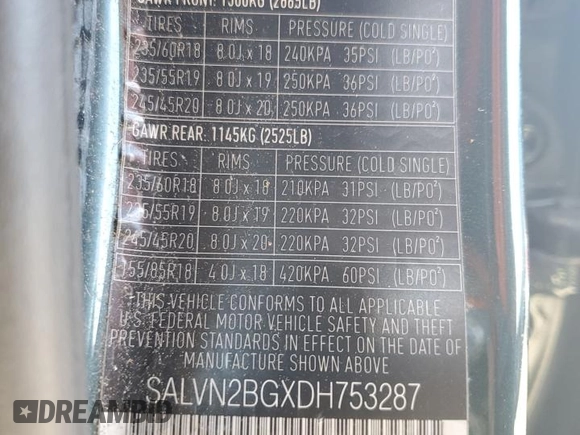 GAWR FRONT: 1300KG (2865LB)
TIRES RIMS PRESSURE (COLD SINGLE)
235/60R18 8.0J x 18 240KPA 35PSI (LB/PO²)
235/55R19 8.0J x 19 250KPA 36PSI (LB/PO²)
245/45R20 8.0J x 20 250KPA 36PSI (LB/PO²)
GAWR REAR. 1145KG (2525LB)
TIRES RIMS PRESSURE (COLD SINGLE)
235/60R18 8.0J x 18 210KPA 31PSI (LB/PO²)
235/55R19 8.0J x 19 220KPA 32PSI (LB/PO²)
245/45R20 8.0J x 20 220KPA 32PSI (LB/PO²)
155/85R18 4.0J x 18 420KPA 60PSI (LB/PO²)
THIS VEHICLE CONFORMS TO ALL APPLICABLE
U.S. FEDERAL MOTOR VEHICLE SAFETY AND THEFT
PREVENTION STANDARDS IN EFFECT ON THE DATE
OF MANUFACTURE SHOWN ABOVE
SALVN2BGXDH753287
DREAMBID